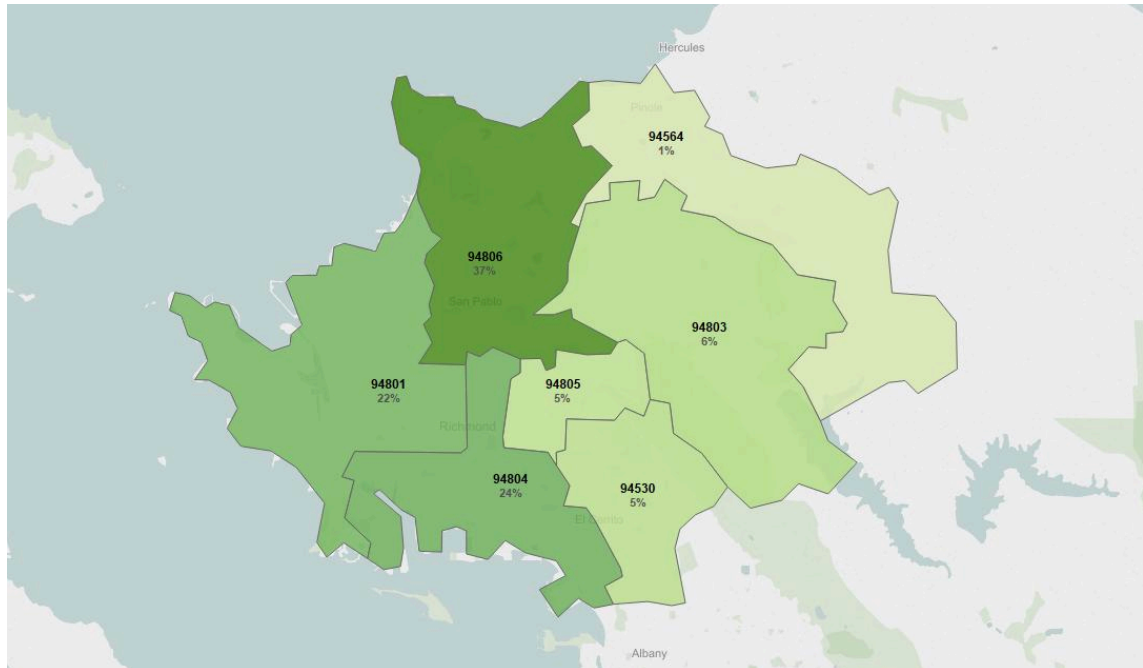 Hercules
Pinole
94564
1%
94806
37%
San Pablo
94803
6%
94801
22%
94805
5%
Richmond
94804
24%
94530
5%
El Cerrito
Albany